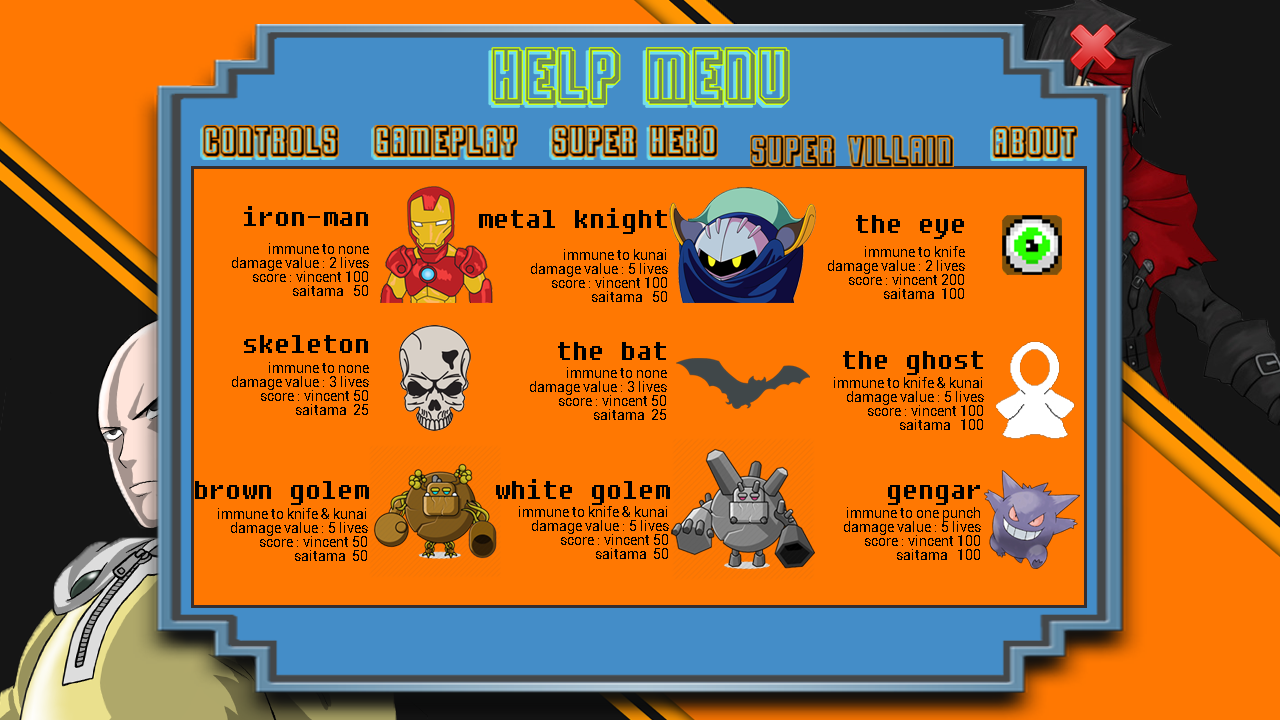 HELP MENU
CONTROLS
GAMEPLAY
SUPER HERO
SUPER VILLAIN
ABOUT
iron-man
immune to none
damage value : 2 lives
score : vincent 100
saitama 50
metal knight
immune to kunai
damage value : 5 lives
score : vincent 100
saitama 50
the eye
immune to knife
damage value : 2 lives
score : vincent 200
saitama 100
skeleton
immune to none
damage value : 3 lives
score : vincent 50
saitama 25
the bat
immune to none
damage value : 3 lives
score : vincent 50
saitama 25
the ghost
immune to knife & kunai
damage value : 5 lives
score : vincent 100
saitama 100
brown golem
immune to knife & kunai
damage value : 5 lives
score : vincent 50
saitama 50
white golem
immune to knife & kunai
damage value : 5 lives
score : vincent 50
saitama 50
gengar
immune to one punch
damage value : 5 lives
score : vincent 100
saitama 100